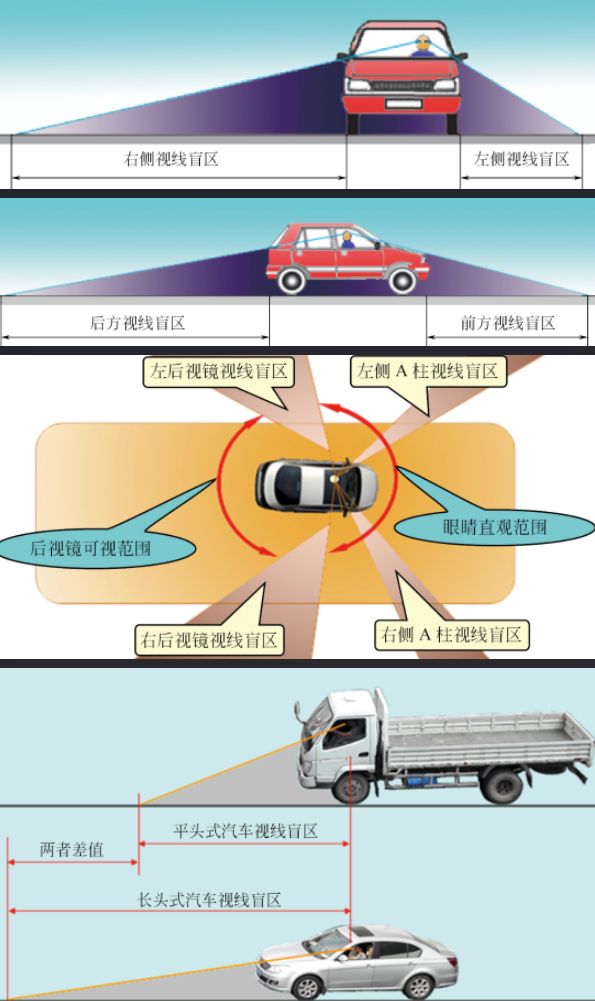 右侧视线盲区
左侧视线盲区
后方视线盲区
前方视线盲区
左后视镜视线盲区
左侧A柱视线盲区
后视镜可视范围
眼睛直观范围
右后视镜视线盲区
右侧A柱视线盲区
平头式汽车视线盲区
两者差值
长头式汽车视线盲区